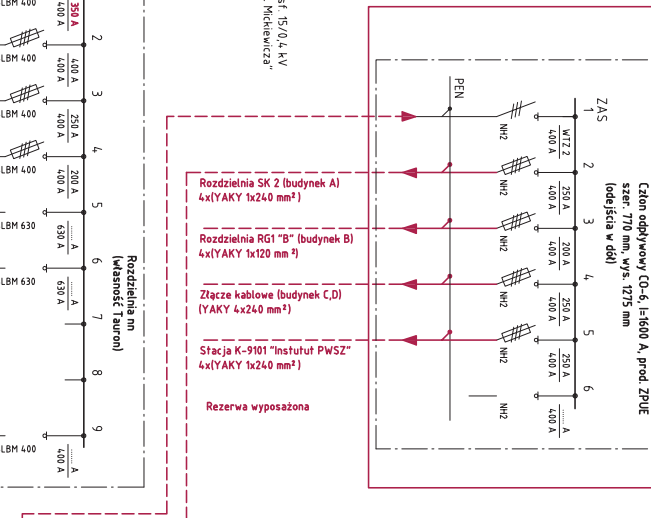 LBM 400
350 A
400 A
2
LBM 400
400 A
400 A
3
LBM 400
250 A
400 A
4
LBM 400
200 A
400 A
5
LBM 630
......... A
630 A
6
LBM 630
......... A
630 A
7
8
9
LBM 400
......... A
400 A
Rozdzielnia nn
(własność Tauron)
sf. 15/0,4 kV
Mickiewicza"
Rozdzielnia SK 2 (budynek A)
4x(YAKY 1x240 mm²)
Rozdzielnia RG1 "B" (budynek B)
4x(YAKY 1x120 mm²)
Złącze kablowe (budynek C,D)
(YAKY 4x240 mm²)
Stacja K-9101 "Instutut PWSZ"
4x(YAKY 1x240 mm²)
Rezerwa wyposażona
PEN
ZAS
1
NH2
WTZ 2
400 A
2
NH2
250 A
400 A
3
NH2
200 A
400 A
4
NH2
250 A
400 A
5
NH2
250 A
400 A
6
NH2
......... A
400 A
Człon odpływowy CO-6, I=1600 A, prod. ZPUE
szer. 770 mm, wys. 1275 mm
(odejścia w dół)